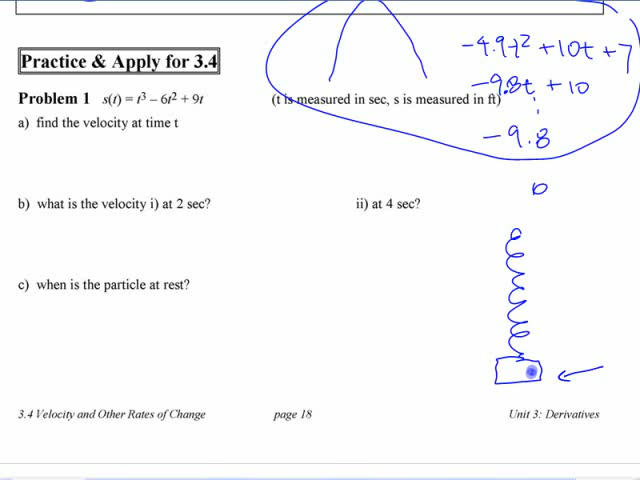 -4.9t² + 10t + 7
Practice & Apply for 3.4
-9.8t + 10
Problem 1 s(t) = t³ – 6t² + 9t (t is measured in sec, s is measured in ft)
a) find the velocity at time t
-9.8
b) what is the velocity i) at 2 sec? ii) at 4 sec?
c) when is the particle at rest?
3.4 Velocity and Other Rates of Change page 18 Unit 3: Derivatives